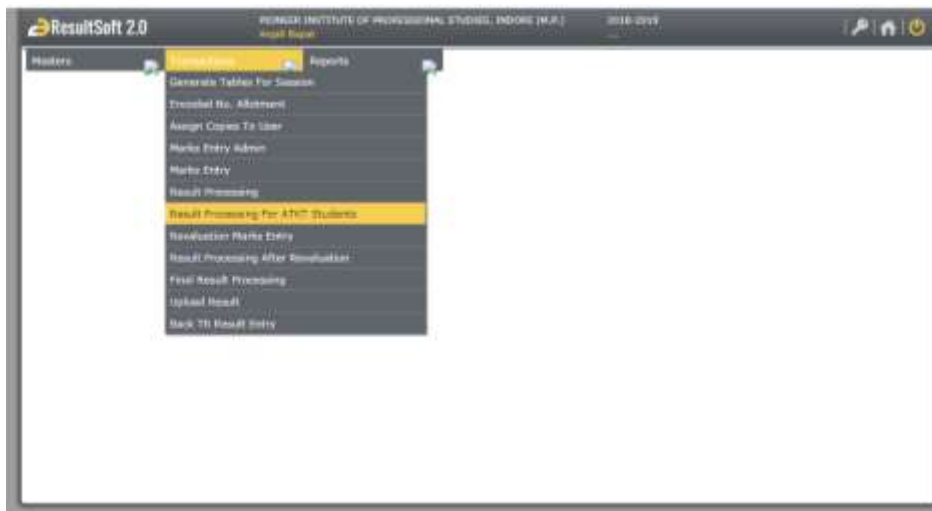 ResultSoft 2.0
PIONEER INSTITUTE OF PROFESSIONAL STUDIES, INDORE (M.P.)
2018-2019
Masters
Transactions
Reports
Generate Tables For Session
Encoded No. Allotment
Assign Copies To User
Marks Entry Admin
Marks Entry
Result Processing
Result Processing For ATKT Students
Revaluation Marks Entry
Result Processing After Revaluation
Final Result Processing
Upload Result
Back TR Result Entry